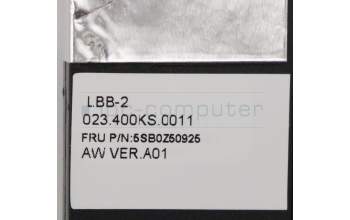 LBB-2
023.400KS.0011
FRU P/N:5SB0Z50925
AW VER.A01